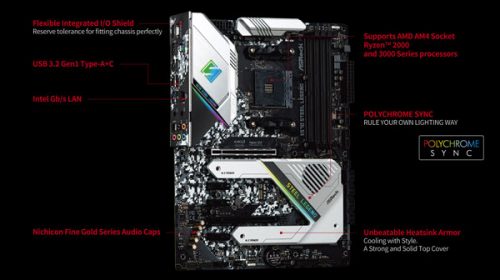 Flexible Integrated I/O Shield
Reserve tolerance for fitting chassis perfectly
USB 3.2 Gen1 Type-A+C
Intel Gb/s LAN
Nichicon Fine Gold Series Audio Caps
Supports AMD AM4 Socket
Ryzen™ 2000
and 3000 Series processors
POLYCHROME SYNC
RULE YOUR OWN LIGHTING WAY
POLYCHROME
SYNC
Unbeatable Heatsink Armor
Cooling with Style.
A Strong and Solid Top Cover
STEEL LEGEND